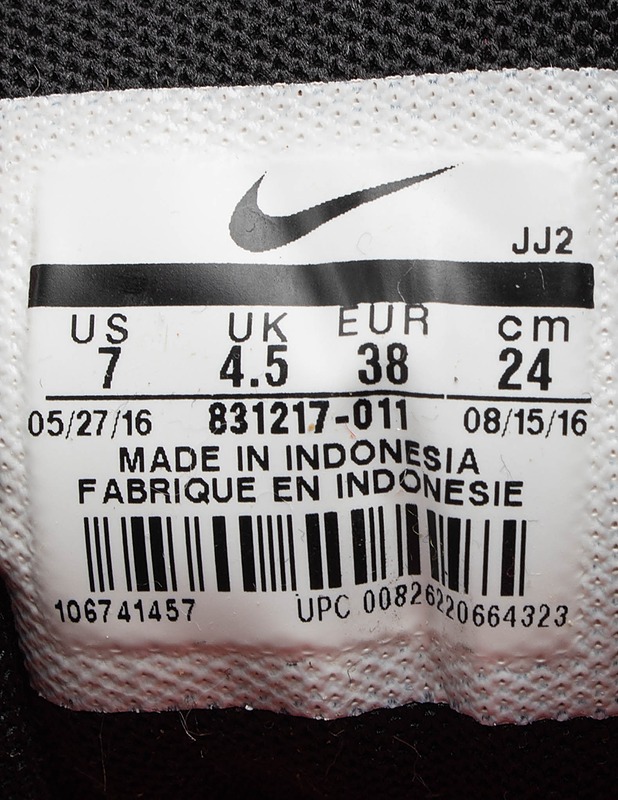 JJ2
US UK EUR cm
7 4.5 38 24
05/27/16 831217-011 08/15/16
MADE IN INDONESIA
FABRIQUE EN INDONESIE
106741457 UPC 00826220664323